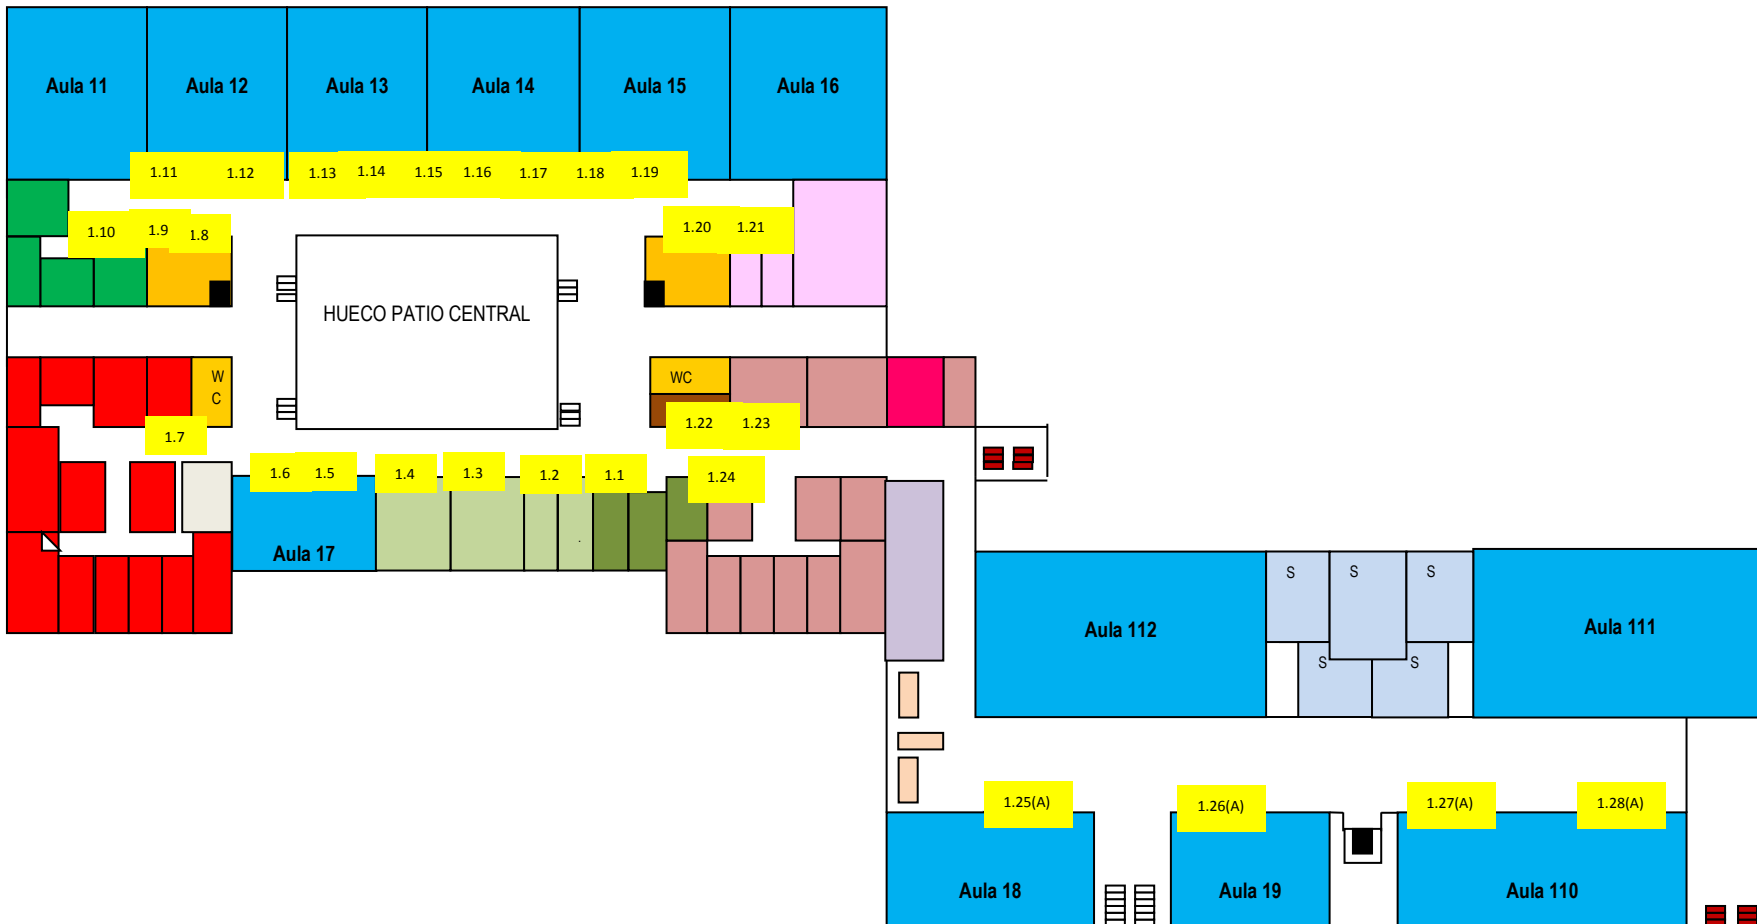 Aula 11
Aula 12
Aula 13
Aula 14
Aula 15
Aula 16
1.11
1.12
1.13
1.14
1.15
1.16
1.17
1.18
1.19
1.10
1.9
1.8
1.20
1.21
HUECO PATIO CENTRAL
W
C
WC
1.7
1.22
1.23
1.6
1.5
1.4
1.3
1.2
1.1
1.24
Aula 17
S
S
S
Aula 112
Aula 111
S
S
1.25(A)
1.26(A)
1.27(A)
1.28(A)
Aula 18
Aula 19
Aula 110